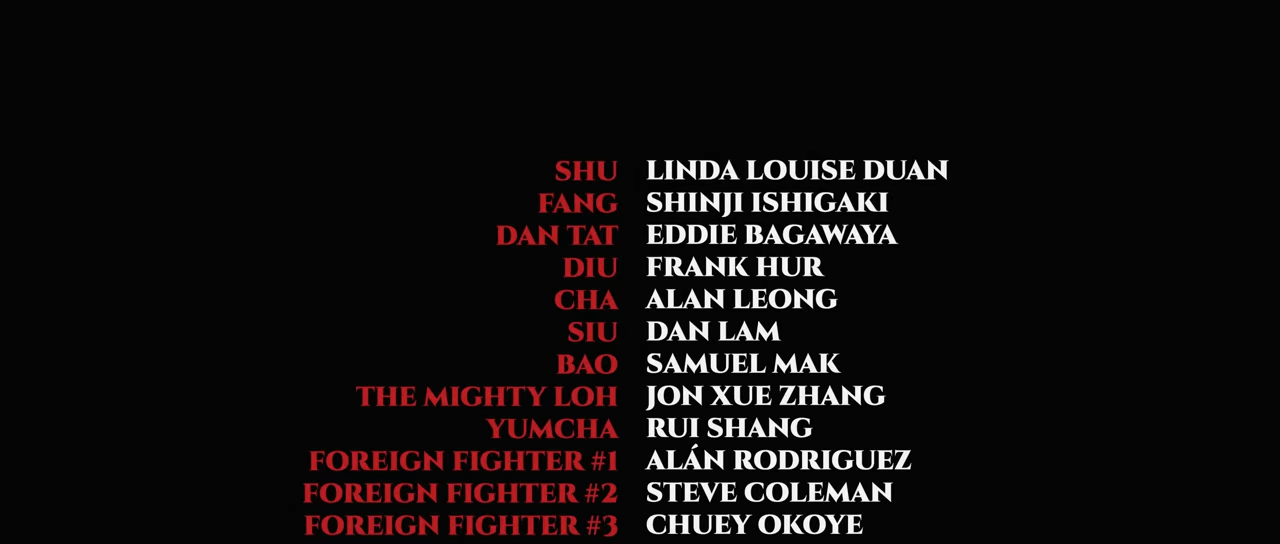 SHU LINDA LOUISE DUAN
FANG SHINJI ISHIGAKI
DAN TAT EDDIE BAGAWAYA
DIU FRANK HUR
CHA ALAN LEONG
SIU DAN LAM
BAO SAMUEL MAK
THE MIGHTY LOH JON XUE ZHANG
YUMCHA RUI SHANG
FOREIGN FIGHTER #1 ALÁN RODRIGUEZ
FOREIGN FIGHTER #2 STEVE COLEMAN
FOREIGN FIGHTER #3 CHUEY OKOYE